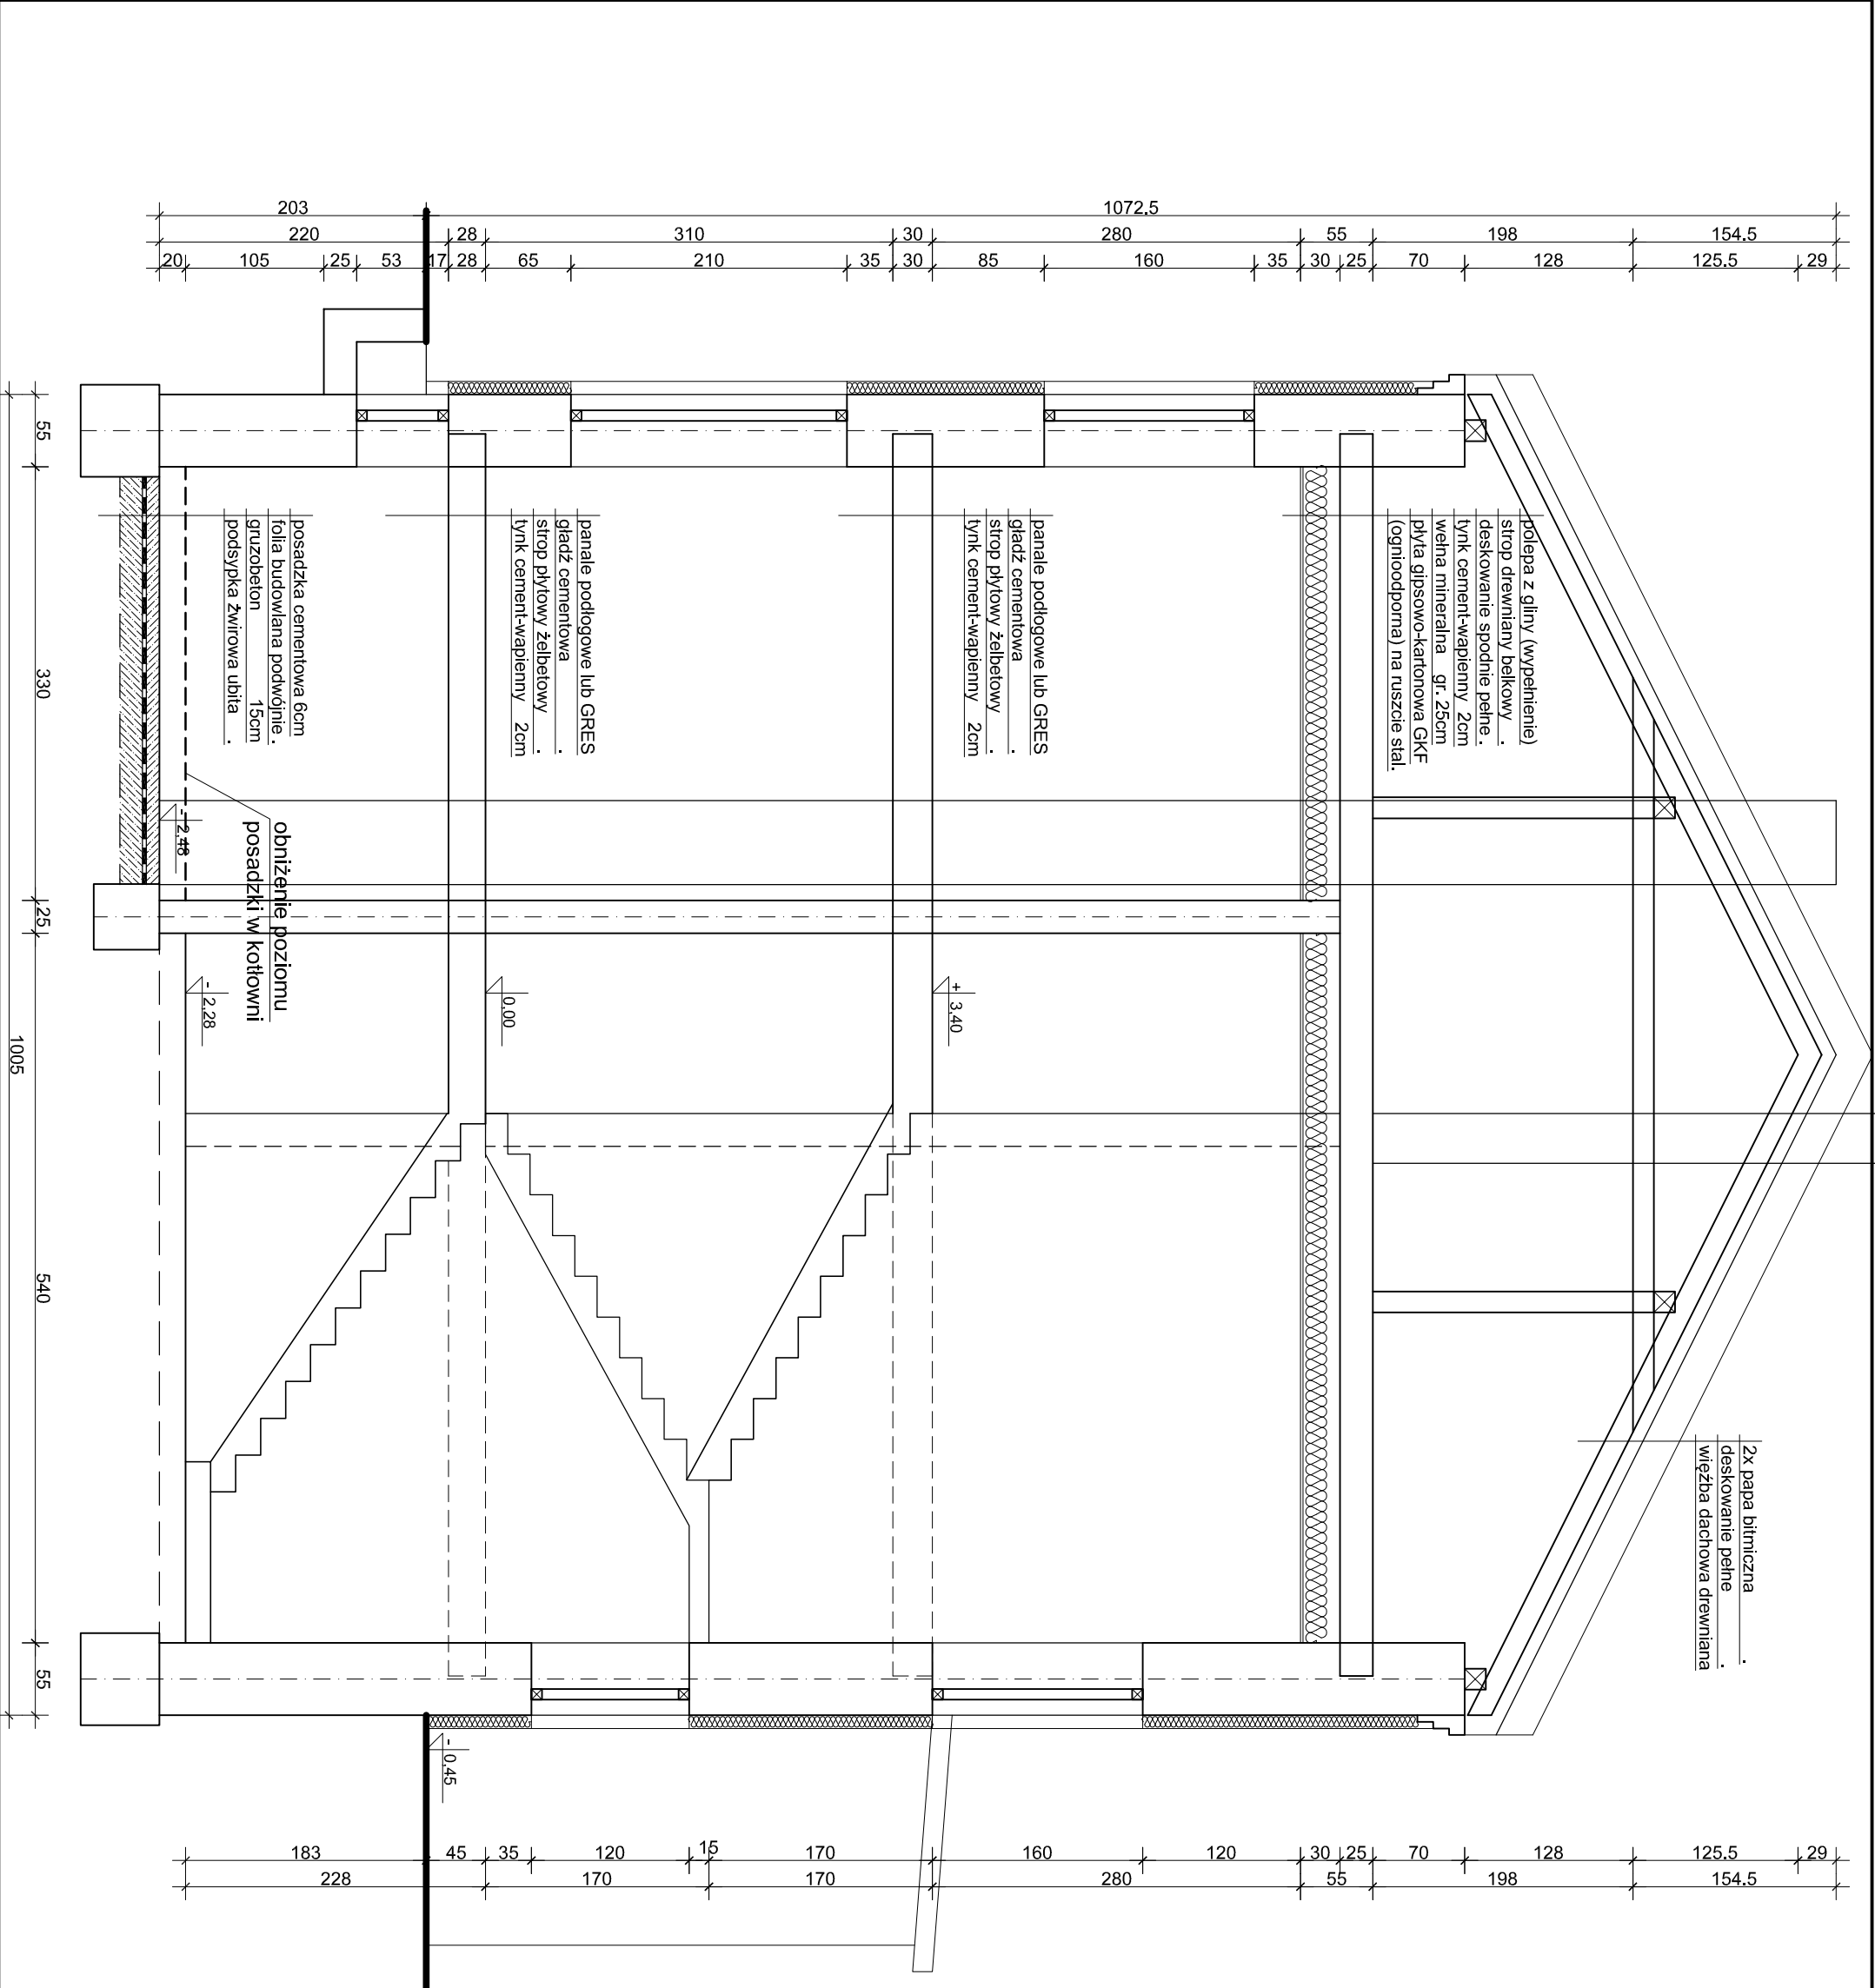 203
1072.5
220
28
310
30
280
55
198
154.5
20
105
25
53
17
28
65
210
35
30
85
160
35
30
25
70
128
125.5
29
polepa z gliny (wypełnienie)
strop drewniany belkowy .
deskowanie spodnie pełne .
tynk cement-wapienny 2cm
wełna mineralna gr. 25cm
płyta gipsowo-kartonowa GKF
(ognioodporna) na ruszcie stal.
panale podłogowe lub GRES
gładź cementowa .
strop płytowy żelbetowy .
tynk cement-wapienny 2cm
panale podłogowe lub GRES
gładź cementowa .
strop płytowy żelbetowy .
tynk cement-wapienny 2cm
posadzka cementowa 6cm
folia budowlana podwójnie .
gruzobeton 15cm
podsypka żwirowa ubita .
obniżenie poziomu
posadzki w kotłowni
- 2,48
- 2,28
0,00
+ 3,40
- 0,45
2x papa bitmiczna .
deskowanie pełne .
więźba dachowa drewniana
55
330
25
540
55
1005
183
45
35
120
15
170
160
120
30
25
70
128
125.5
29
228
170
170
280
55
198
154.5